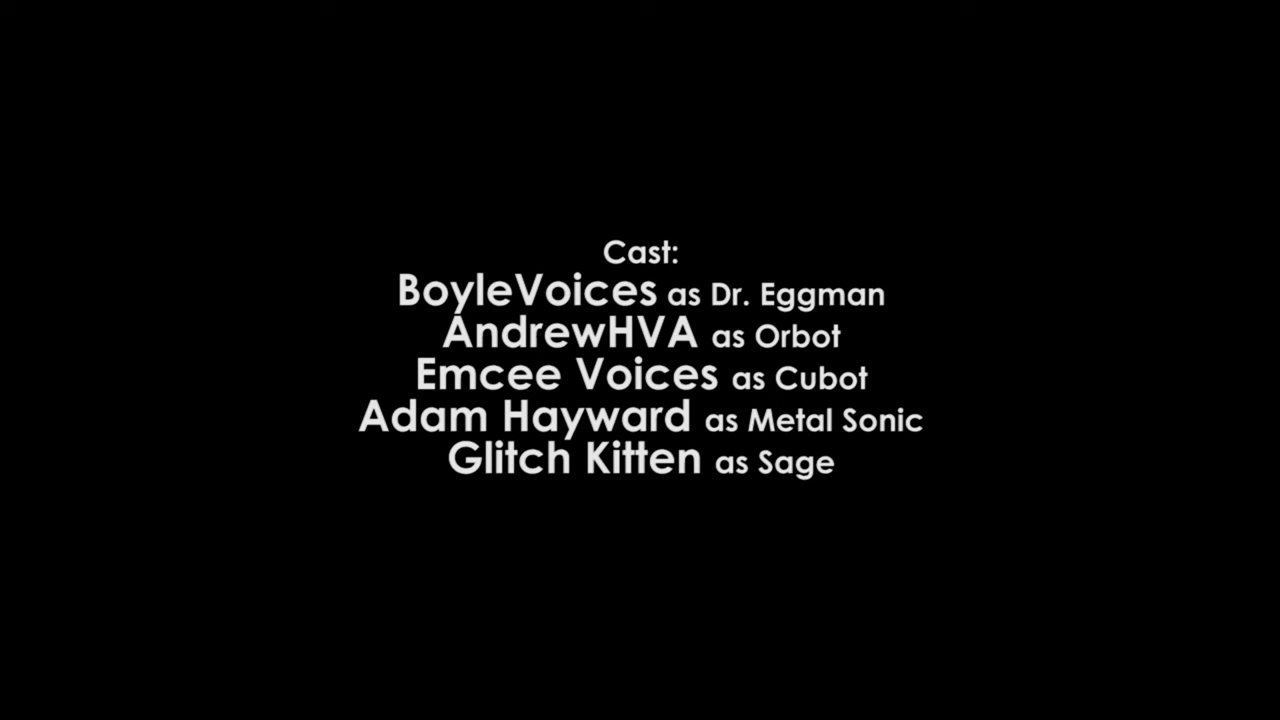 Cast:
BoyleVoices as Dr. Eggman
AndrewHVA as Orbot
Emcee Voices as Cubot
Adam Hayward as Metal Sonic
Glitch Kitten as Sage